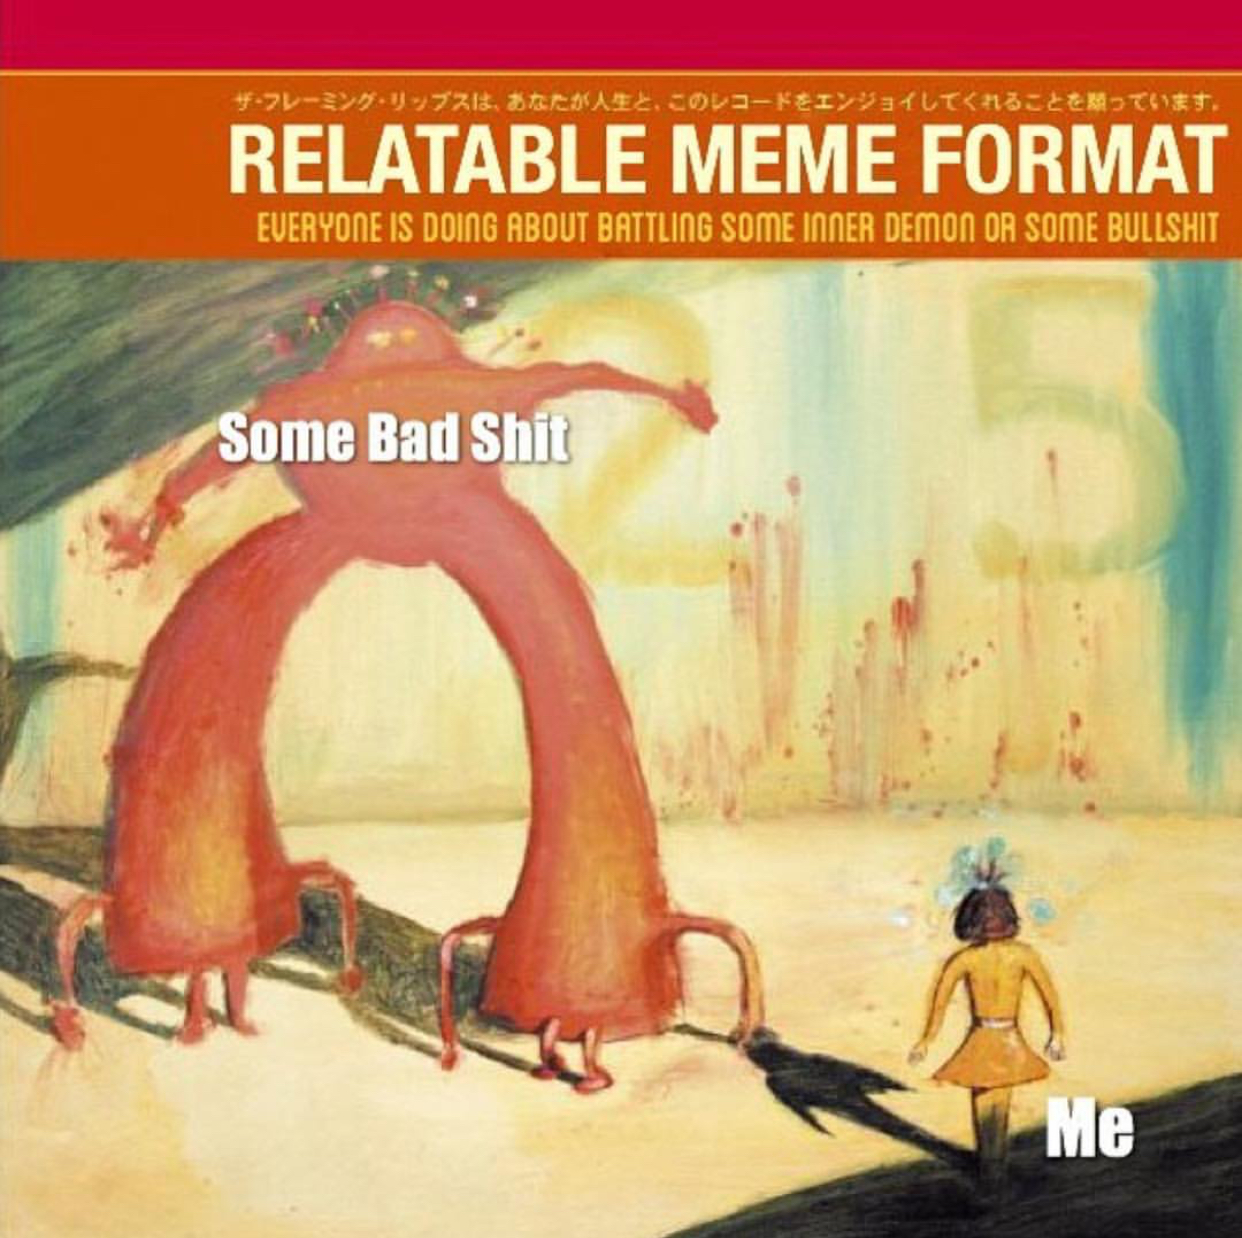 ザ・フレーミング・リップスは、あなたが人生と、このレコードをエンジョイしてくれることを願っています。
RELATABLE MEME FORMAT
EVERYONE IS DOING ABOUT BATTLING SOME INNER DEMON OR SOME BULLSHIT
25
Some Bad Shit
Me